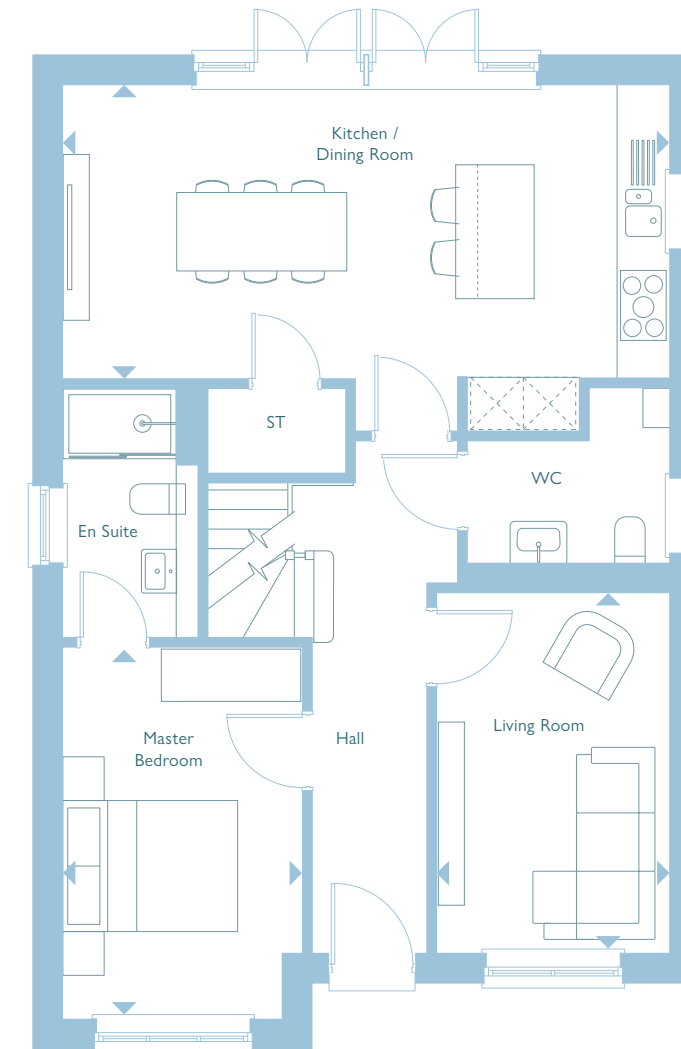 Kitchen /
Dining Room
ST
WC
En Suite
Living Room
Master
Bedroom
Hall